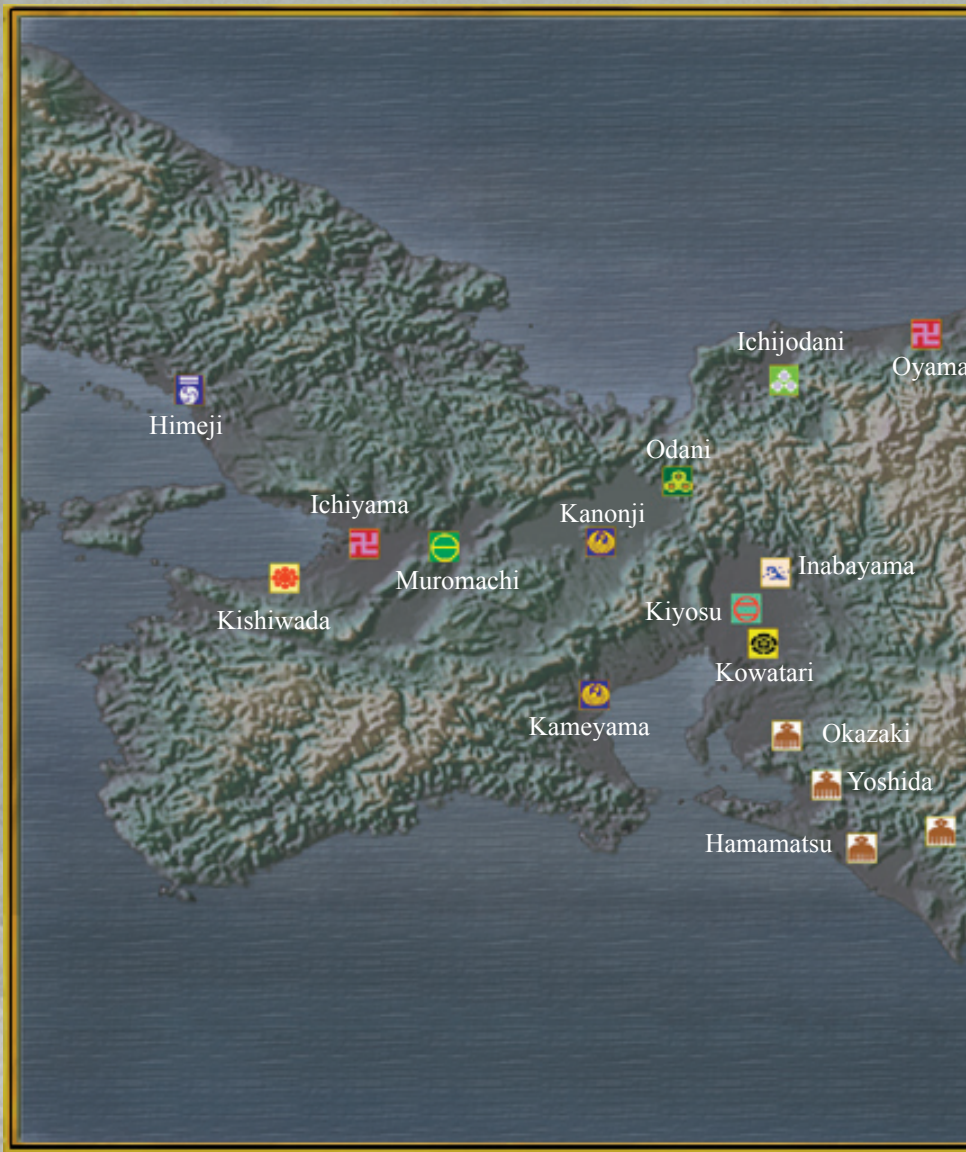 Ichijodani
Oyama
Himeji
Odani
Ichiyama
Kanonji
Inabayama
Muromachi
Kiyosu
Kishiwada
Kowatari
Kameyama
Okazaki
Yoshida
Hamamatsu